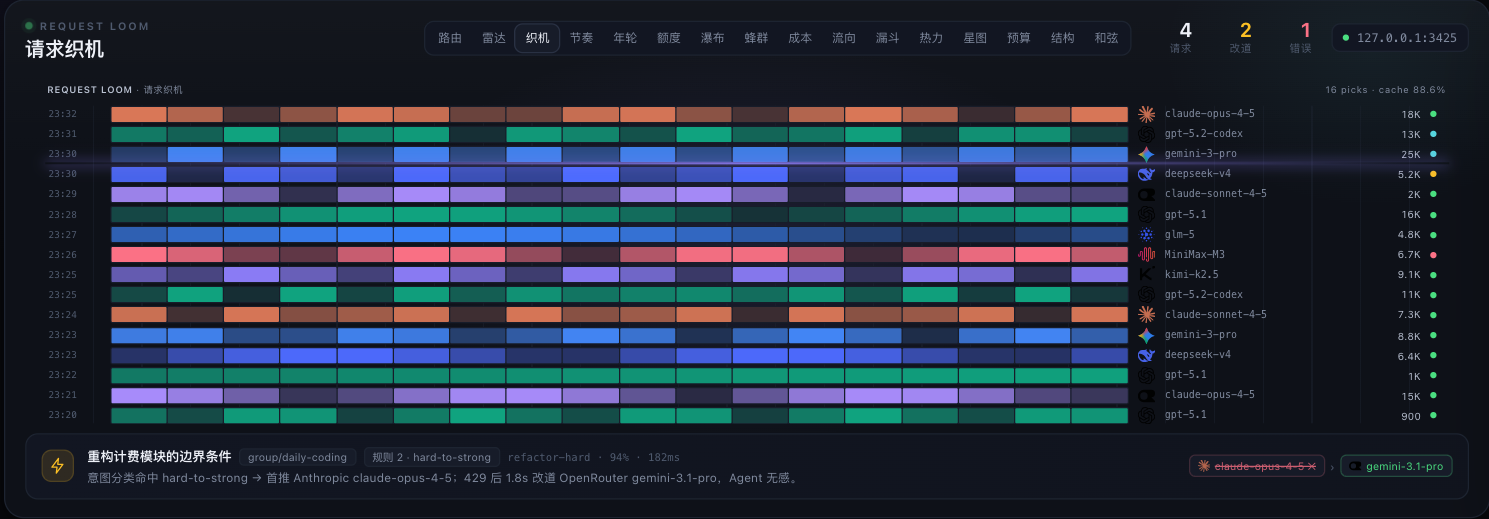 REQUEST LOOM
请求织机
路由 雷达 织机 节奏 年轮 额度 瀑布 蜂群 成本 流向 漏斗 热力 星图 预算 结构 和弦
4 请求
2 改道
1 错误
127.0.0.1:3425
REQUEST LOOM · 请求织机
16 picks · cache 88.6%
23:32 claude-opus-4-5 18K
23:31 gpt-5.2-codex 13K
23:30 gemini-3-pro 25K
23:30 deepseek-v4 5.2K
23:29 claude-sonnet-4-5 2K
23:28 gpt-5.1 16K
23:27 glm-5 4.8K
23:26 MiniMax-M3 6.7K
23:25 kimi-k2.5 9.1K
23:25 gpt-5.2-codex 11K
23:24 claude-sonnet-4-5 7.3K
23:23 gemini-3-pro 8.8K
23:23 deepseek-v4 6.4K
23:22 gpt-5.1 1K
23:21 claude-opus-4-5 15K
23:20 gpt-5.1 900
重构计费模块的边界条件 group/daily-coding 规则 2 · hard-to-strong refactor-hard · 94% · 182ms
意图分类命中 hard-to-strong → 首推 Anthropic claude-opus-4-5；429 后 1.8s 改道 OpenRouter gemini-3.1-pro，Agent 无感。
claude-opus-4-5 ✕ › gemini-3.1-pro